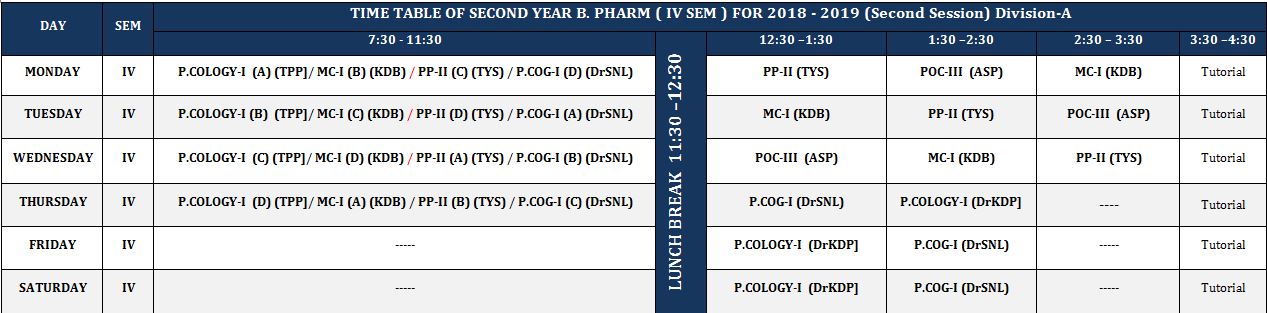 DAY SEM TIME TABLE OF SECOND YEAR B. PHARM ( IV SEM ) FOR 2018 - 2019 (Second Session) Division-A
7:30 - 11:30 LUNCH BREAK 11:30 –12:30 12:30 –1:30 1:30 –2:30 2:30 – 3:30 3:30 –4:30
MONDAY IV P.COLOGY-I (A) (TPP]/ MC-I (B) (KDB) / PP-II (C) (TYS) / P.COG-I (D) (DrSNL) PP-II (TYS) POC-III (ASP) MC-I (KDB) Tutorial
TUESDAY IV P.COLOGY-I (B) (TPP]/ MC-I (C) (KDB) / PP-II (D) (TYS) / P.COG-I (A) (DrSNL) MC-I (KDB) PP-II (TYS) POC-III (ASP) Tutorial
WEDNESDAY IV P.COLOGY-I (C) (TPP]/ MC-I (D) (KDB) / PP-II (A) (TYS) / P.COG-I (B) (DrSNL) POC-III (ASP) MC-I (KDB) PP-II (TYS) Tutorial
THURSDAY IV P.COLOGY-I (D) (TPP]/ MC-I (A) (KDB) / PP-II (B) (TYS) / P.COG-I (C) (DrSNL) P.COG-I (DrSNL) P.COLOGY-I (DrKDP] ---- Tutorial
FRIDAY IV ----- P.COLOGY-I (DrKDP] P.COG-I (DrSNL) ----- Tutorial
SATURDAY IV ----- P.COLOGY-I (DrKDP] P.COG-I (DrSNL) ----- Tutorial